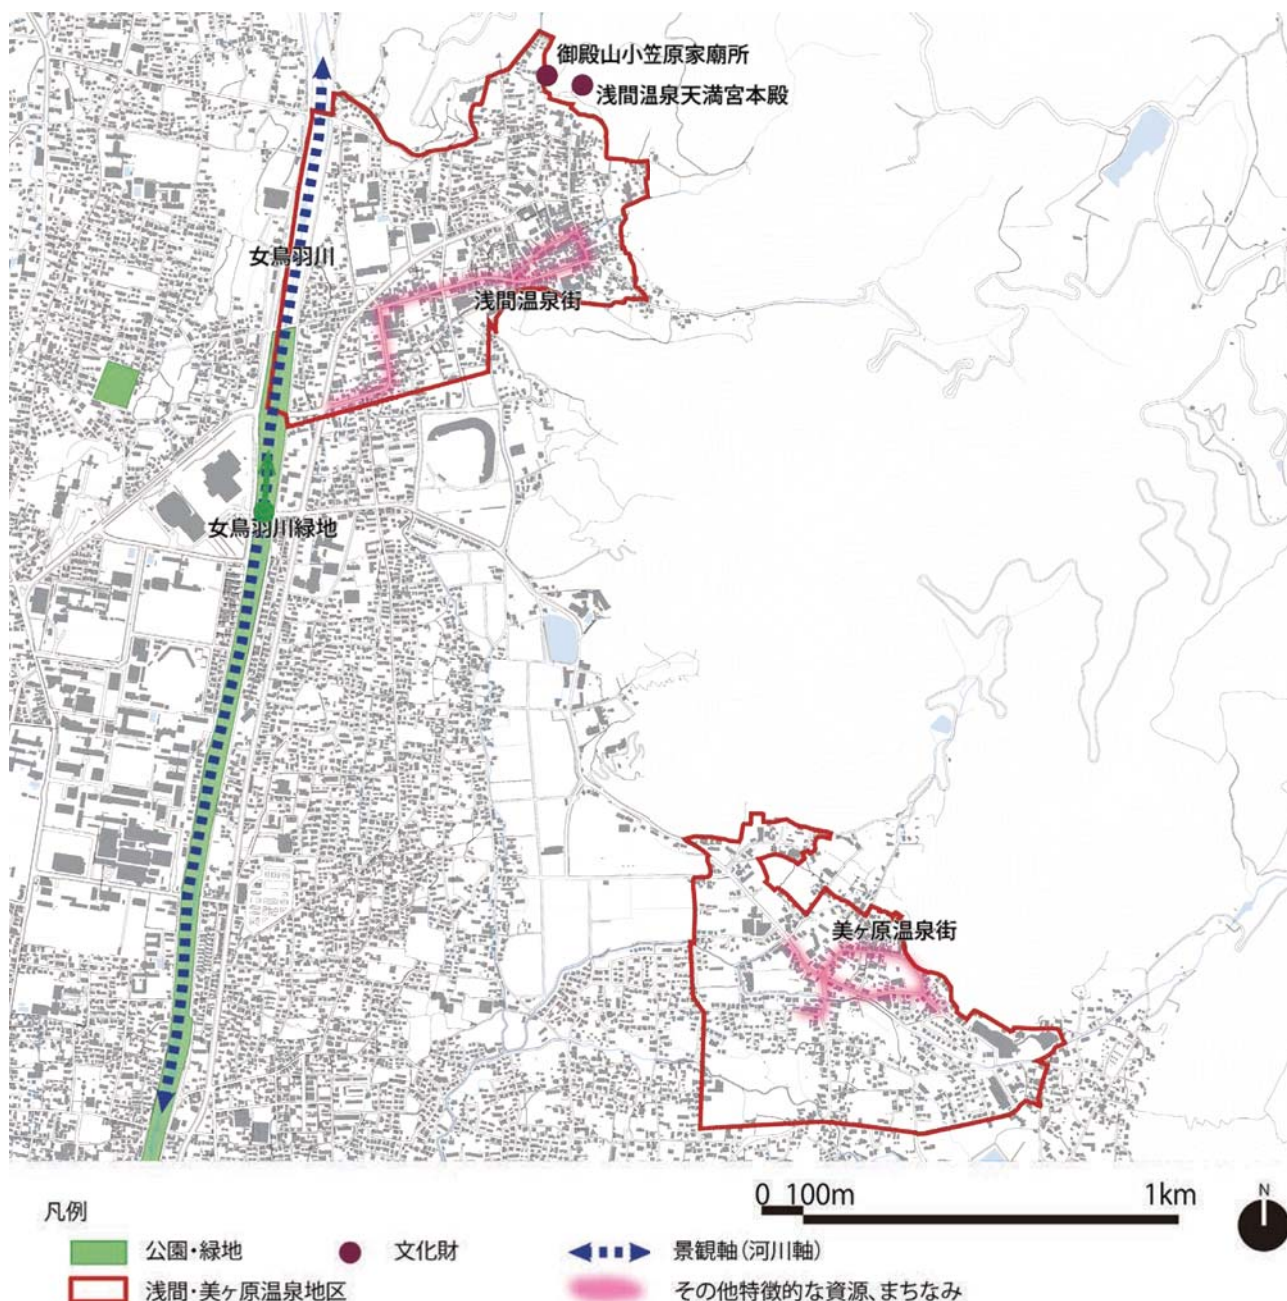 御殿山小笠原家廟所
浅間温泉天満宮本殿
女鳥羽川
浅間温泉街
女鳥羽川緑地
美ヶ原温泉街
0 100m 1km
N
凡例
公園・緑地
文化財
景観軸(河川軸)
浅間・美ヶ原温泉地区
その他特徴的な資源、まちなみ